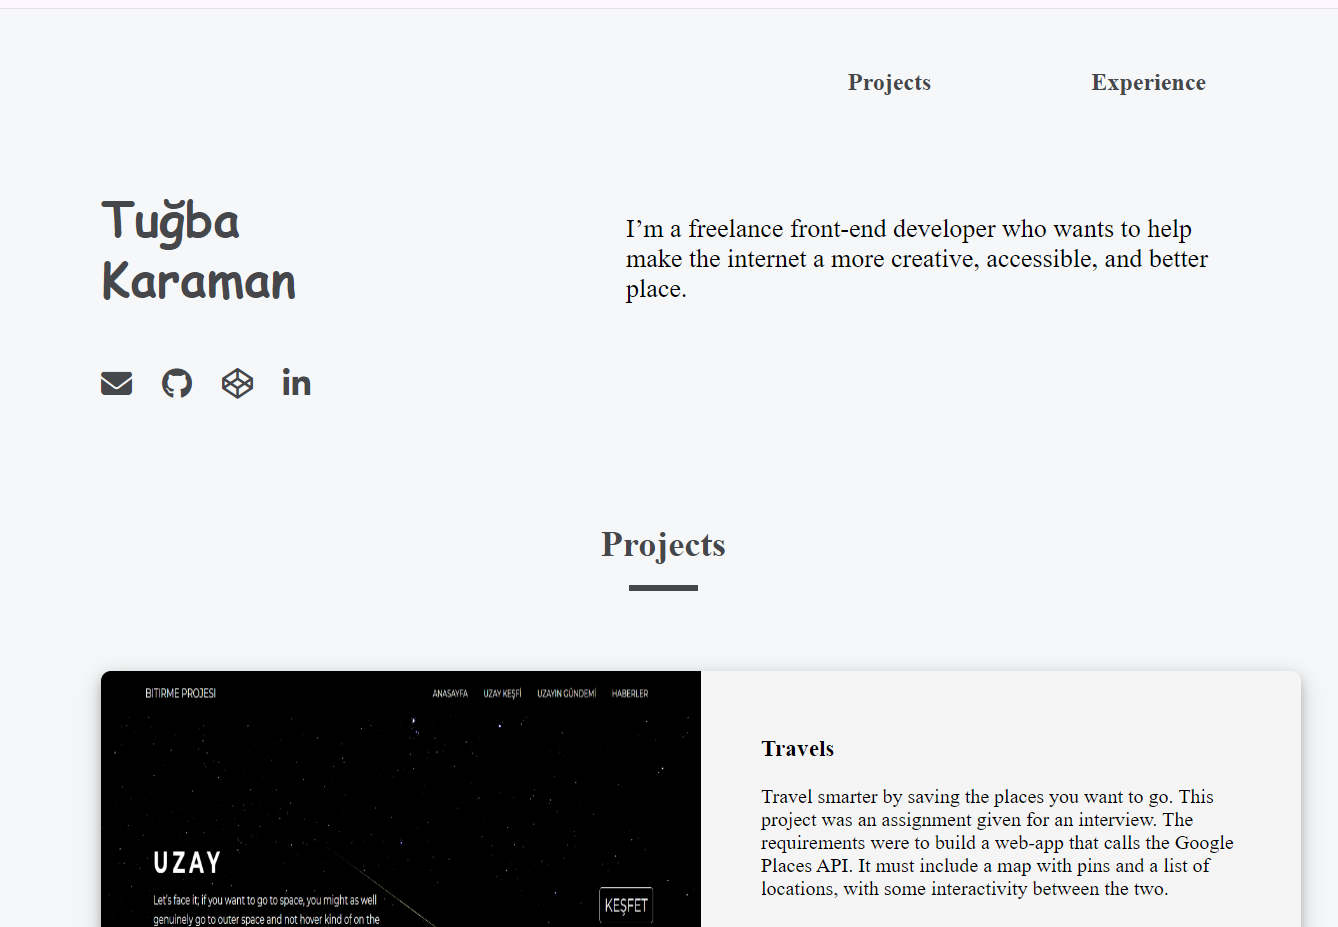 Projects
Experience
Tuğba
Karaman
I’m a freelance front-end developer who wants to help
make the internet a more creative, accessible, and better
place.
in
Projects
BITIRME PROJESI
ANASAYFA
UZAY KEŞFİ
UZAYIN GÜNDEMİ
HABERLER
UZAY
Let's face it; if you want to go to space, you might as well
genuinely go to outer space and not hover kind of on the
KEŞFET
Travels
Travel smarter by saving the places you want to go. This
project was an assignment given for an interview. The
requirements were to build a web-app that calls the Google
Places API. It must include a map with pins and a list of
locations, with some interactivity between the two.